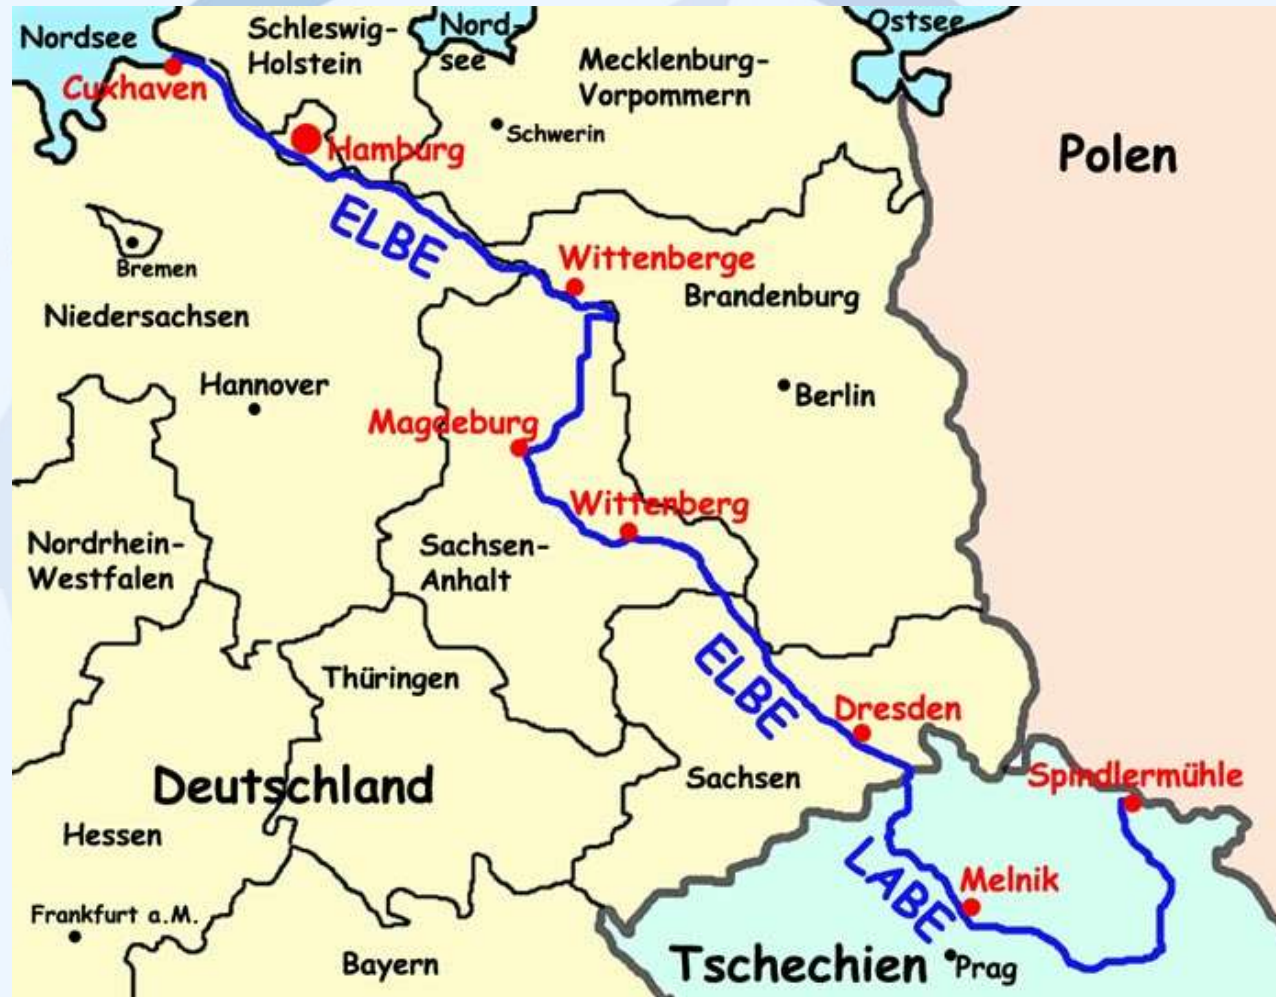 Nordsee
Schleswig-
Holstein
Nord-
see
Ostsee
Mecklenburg-
Vorpommern
Cuxhaven
Schwerin
Hamburg
Polen
ELBE
Bremen
Wittenberge
Brandenburg
Niedersachsen
Hannover
Berlin
Magdeburg
Wittenberg
Nordrhein-
Westfalen
Sachsen-
Anhalt
Thüringen
ELBE
Dresden
Deutschland
Sachsen
Spindlermühle
Hessen
LABE
Melnik
Frankfurt a.M.
Bayern
Tschechien
Prag